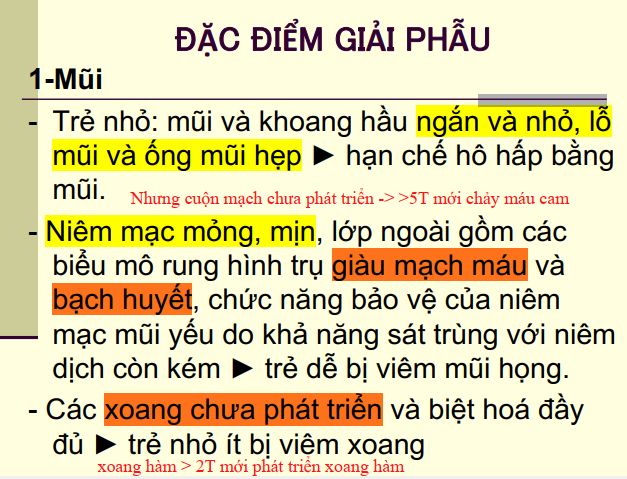 ĐẶC ĐIỂM GIẢI PHẪU
1-Mũi
- Trẻ nhỏ: mũi và khoang hầu ngắn và nhỏ, lỗ
mũi và ống mũi hẹp ► hạn chế hô hấp bằng
mũi. Nhưng cuộn mạch chưa phát triển -> >5T mới chảy máu cam
- Niêm mạc mỏng, mịn, lớp ngoài gồm các
biểu mô rung hình trụ giàu mạch máu và
bạch huyết, chức năng bảo vệ của niêm
mạc mũi yếu do khả năng sát trùng với niêm
dịch còn kém ► trẻ dễ bị viêm mũi họng.
- Các xoang chưa phát triển và biệt hoá đầy
đủ ► trẻ nhỏ ít bị viêm xoang
xoang hàm > 2T mới phát triển xoang hàm